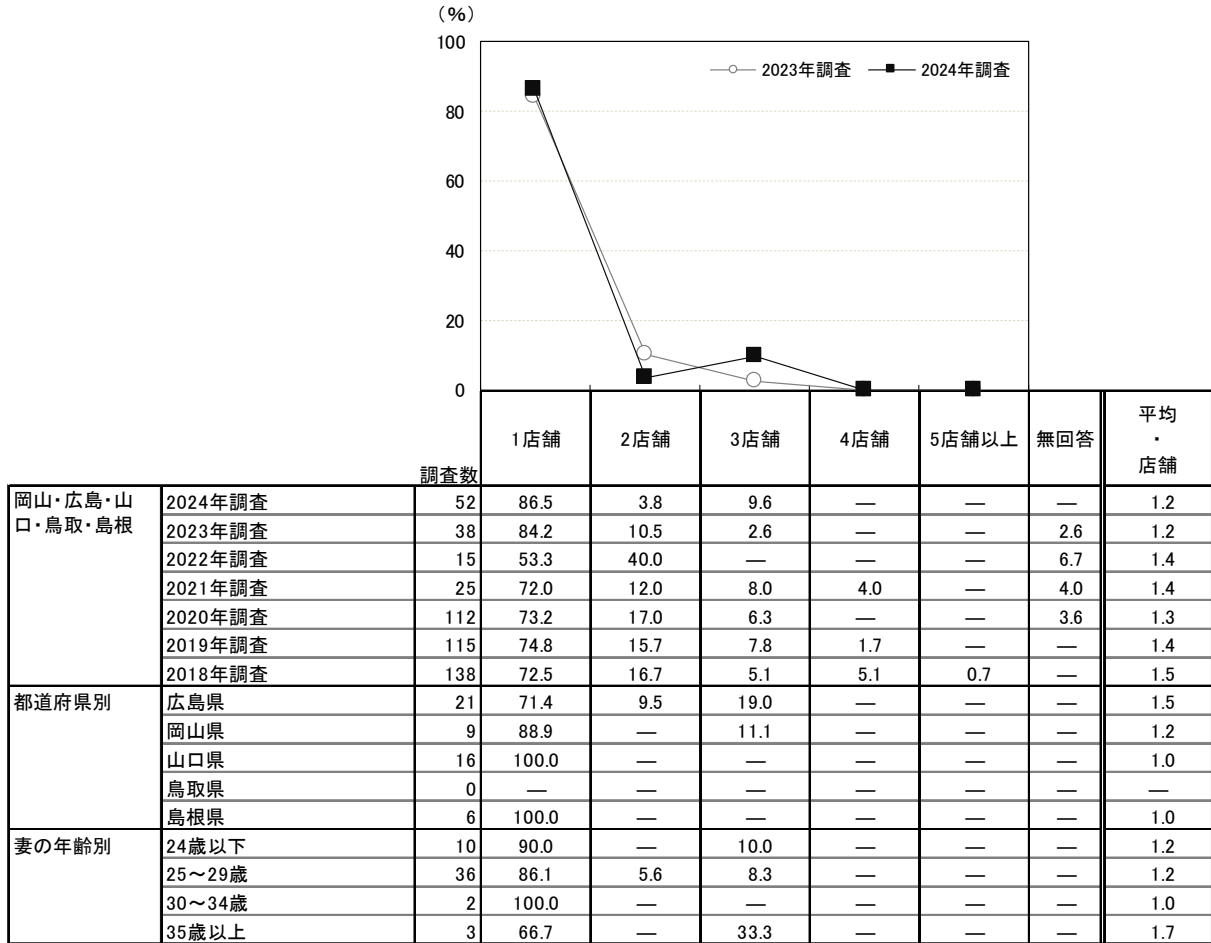 （%）
100
80
60
40
20
0
2023年調査 2024年調査
調査数 1店舗 2店舗 3店舗 4店舗 5店舗以上 無回答 平均・店舗
岡山・広島・山口・鳥取・島根 2024年調査 52 86.5 3.8 9.6 — — — 1.2
2023年調査 38 84.2 10.5 2.6 — — 2.6 1.2
2022年調査 15 53.3 40.0 — — — 6.7 1.4
2021年調査 25 72.0 12.0 8.0 4.0 — 4.0 1.4
2020年調査 112 73.2 17.0 6.3 — — 3.6 1.3
2019年調査 115 74.8 15.7 7.8 1.7 — — 1.4
2018年調査 138 72.5 16.7 5.1 5.1 0.7 — 1.5
都道府県別 広島県 21 71.4 9.5 19.0 — — — 1.5
岡山県 9 88.9 — 11.1 — — — 1.2
山口県 16 100.0 — — — — — 1.0
鳥取県 0 — — — — — — —
島根県 6 100.0 — — — — — 1.0
妻の年齢別 24歳以下 10 90.0 — 10.0 — — — 1.2
25～29歳 36 86.1 5.6 8.3 — — — 1.2
30～34歳 2 100.0 — — — — — 1.0
35歳以上 3 66.7 — 33.3 — — — 1.7